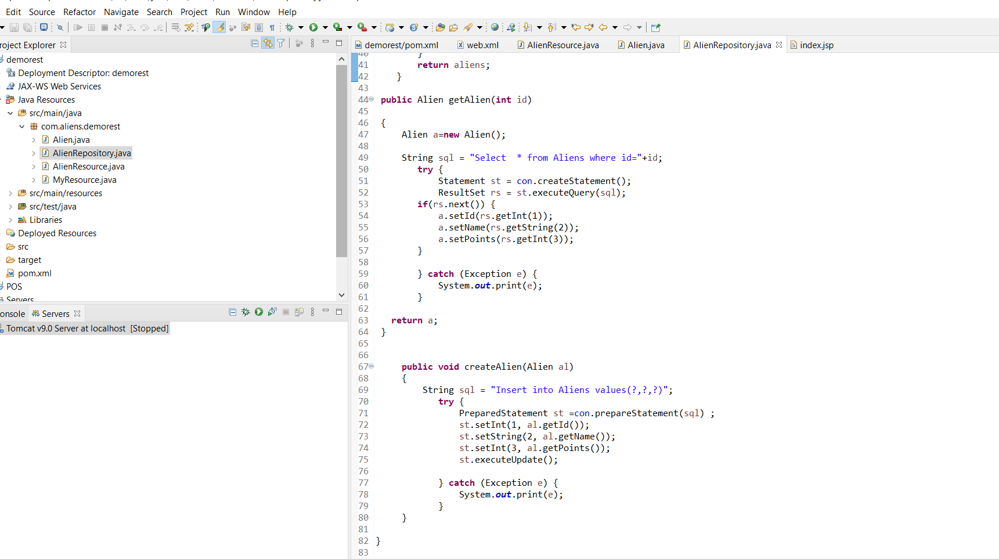 Edit Source Refactor Navigate Search Project Run Window Help
roject Explorer
demorest
Deployment Descriptor: demorest
JAX-WS Web Services
Java Resources
src/main/java
com.aliens.demorest
Alien.java
AlienRepository.java
AlienResource.java
MyResource.java
src/main/resources
src/test/java
Libraries
Deployed Resources
src
target
pom.xml
POS
Servers
onsole Servers
Tomcat v9.0 Server at localhost [Stopped]
demorest/pom.xml web.xml AlienResource.java Alien.java AlienRepository.java index.jsp
40 }
41 return aliens;
42 }
43
44 public Alien getAlien(int id)
45
46 {
47 Alien a=new Alien();
48
49 String sql = "Select  * from Aliens where id="+id;
50 try {
51 Statement st = con.createStatement();
52 ResultSet rs = st.executeQuery(sql);
53 if(rs.next()) {
54 a.setId(rs.getInt(1));
55 a.setName(rs.getString(2));
56 a.setPoints(rs.getInt(3));
57 }
58
59 } catch (Exception e) {
60 System.out.print(e);
61 }
62
63 return a;
64 }
65
66
67 public void createAlien(Alien al)
68 {
69 String sql = "Insert into Aliens values(?,?,?)";
70 try {
71 PreparedStatement st =con.prepareStatement(sql) ;
72 st.setInt(1, al.getId());
73 st.setString(2, al.getName());
74 st.setInt(3, al.getPoints());
75 st.executeUpdate();
76
77 } catch (Exception e) {
78 System.out.print(e);
79 }
80 }
81
82 }
83